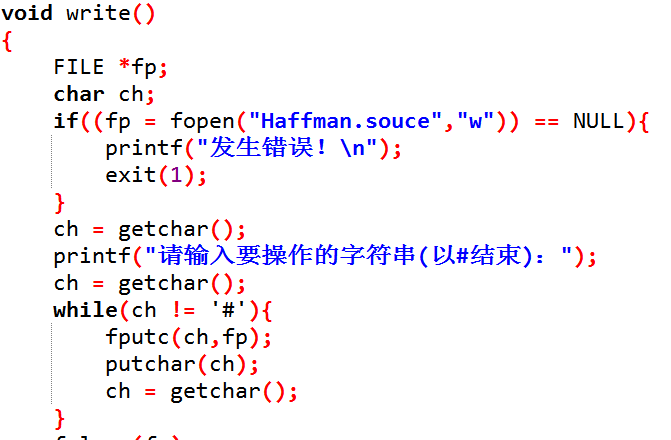 void write()
{
    FILE *fp;
    char ch;
    if((fp = fopen("Haffman.souce","w")) == NULL){
        printf("发生错误！\n");
        exit(1);
    }
    ch = getchar();
    printf("请输入要操作的字符串(以#结束)：");
    ch = getchar();
    while(ch != '#'){
        fputc(ch,fp);
        putchar(ch);
        ch = getchar();
    }